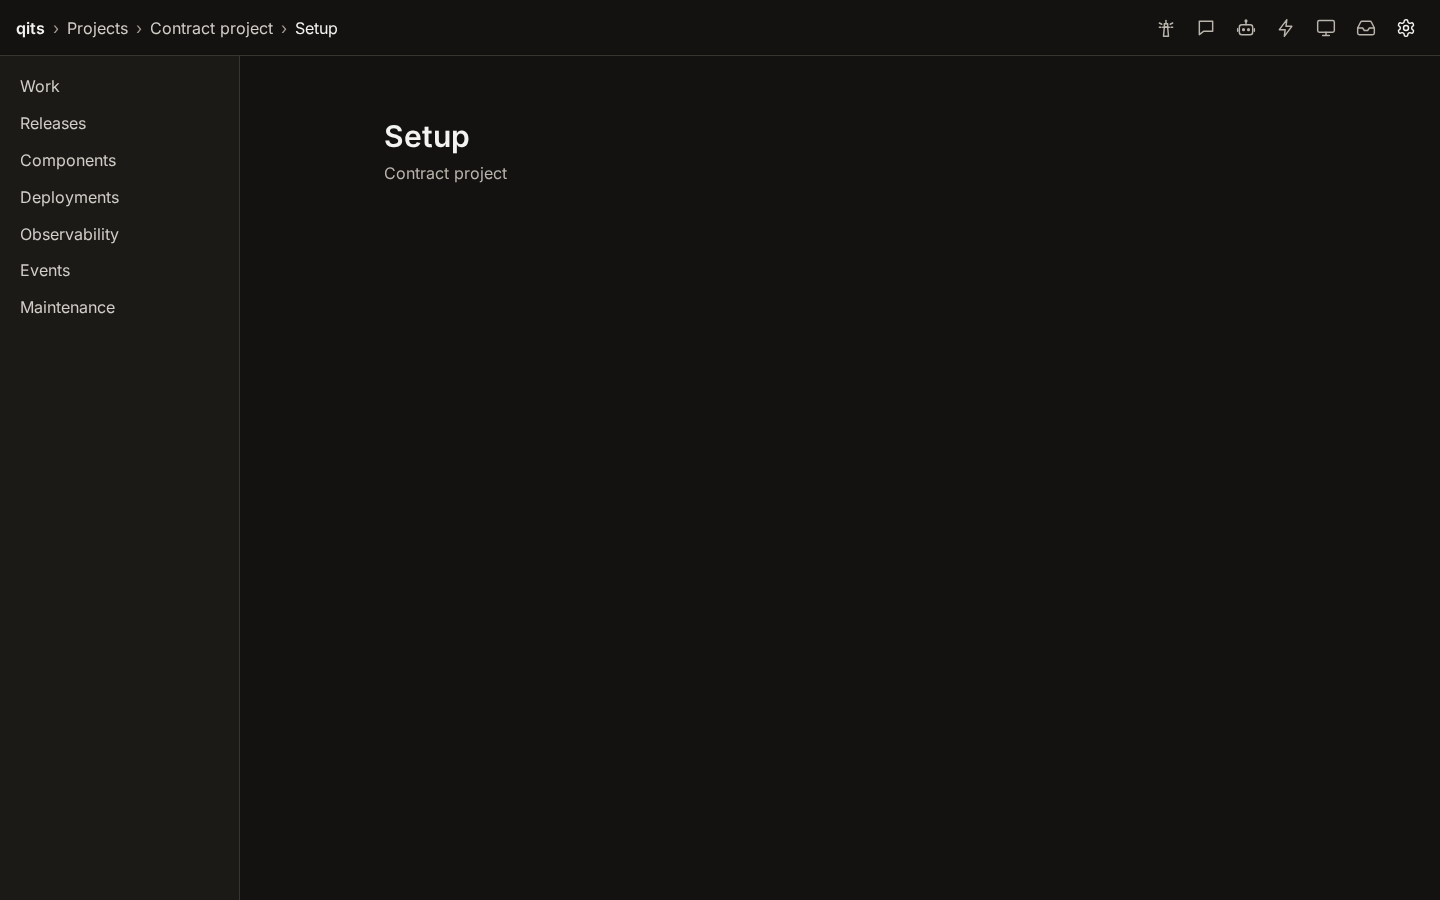 qits › Projects › Contract project › Setup
Work
Releases
Components
Deployments
Observability
Events
Maintenance
Setup
Contract project